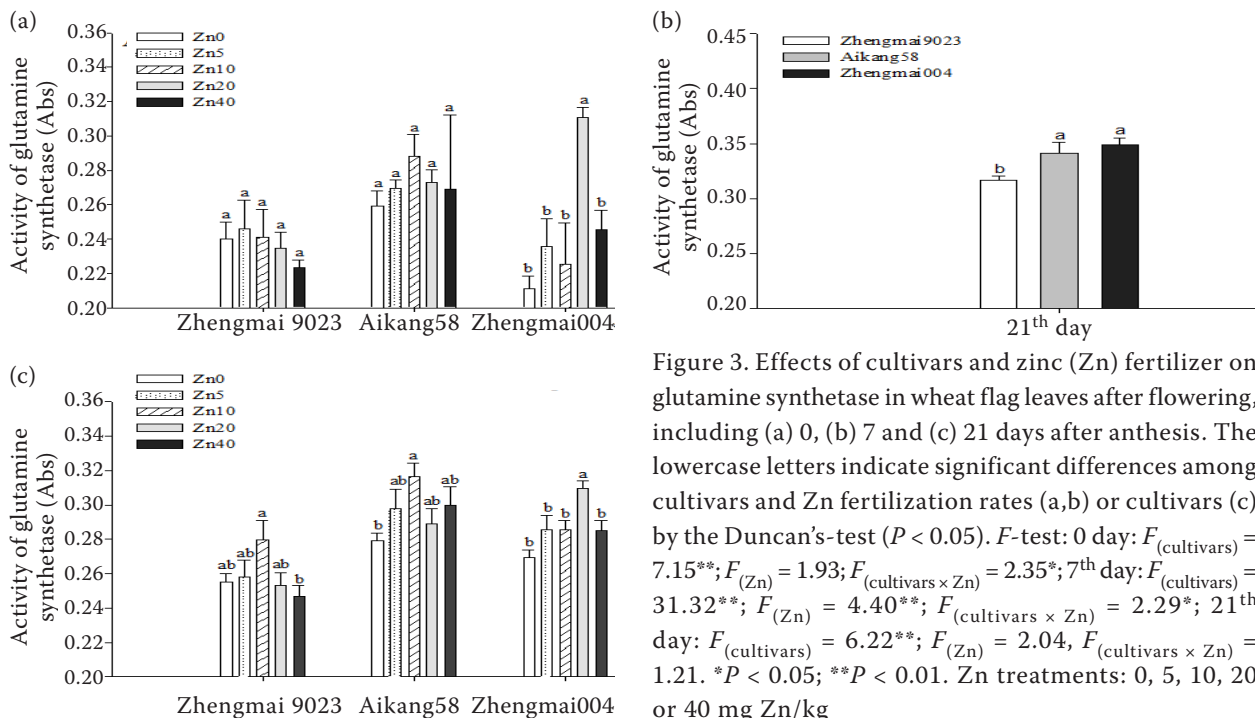 (a)
0.36
0.34
0.32
0.30
0.28
0.26
0.24
0.22
0.20
Activity of glutamine
synthetase (Abs)
Zn0
Zn5
Zn10
Zn20
Zn40
a a a a a
a a a a a
b b b a b
Zhengmai 9023 Aikang58 Zhengmai004
(b)
0.45
0.40
0.35
0.30
0.25
0.20
Activity of glutamine
synthetase (Abs)
Zhengmai9023
Aikang58
Zhengmai004
b a a
21th day
(c)
0.36
0.34
0.32
0.30
0.28
0.26
0.24
0.22
0.20
Activity of glutamine
synthetase (Abs)
Zn0
Zn5
Zn10
Zn20
Zn40
ab ab a ab b
b ab a ab ab
b b b a b
Zhengmai 9023 Aikang58 Zhengmai004
Figure 3. Effects of cultivars and zinc (Zn) fertilizer on
glutamine synthetase in wheat flag leaves after flowering,
including (a) 0, (b) 7 and (c) 21 days after anthesis. The
lowercase letters indicate significant differences among
cultivars and Zn fertilization rates (a,b) or cultivars (c)
by the Duncan's-test (P < 0.05). F-test: 0 day: F(cultivars) =
7.15**; F(Zn) = 1.93; F(cultivars × Zn) = 2.35*; 7th day: F(cultivars) =
31.32**; F(Zn) = 4.40**; F(cultivars × Zn) = 2.29*; 21th
day: F(cultivars) = 6.22**; F(Zn) = 2.04, F(cultivars × Zn) =
1.21. *P < 0.05; **P < 0.01. Zn treatments: 0, 5, 10, 20
or 40 mg Zn/kg